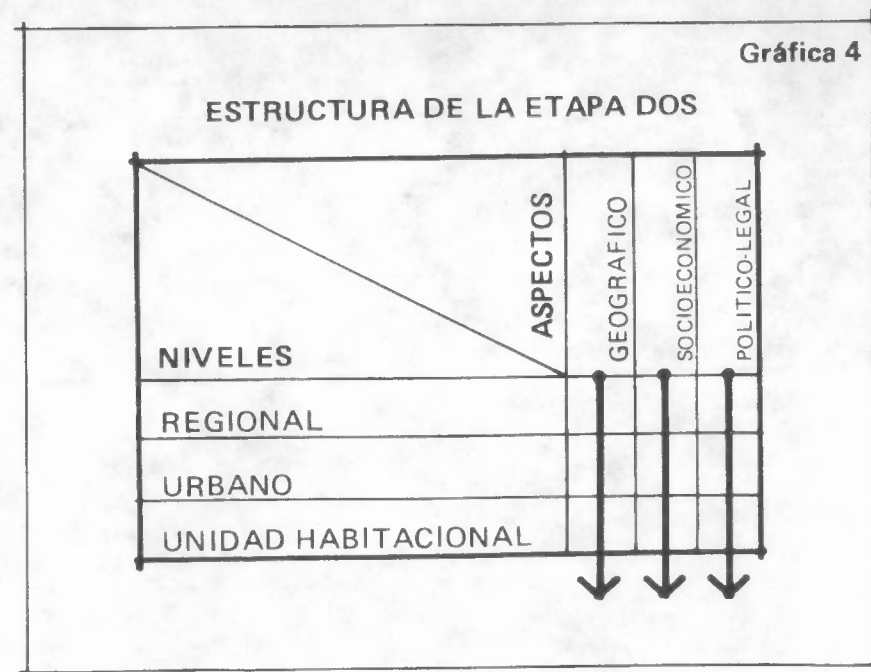 Gráfica 4
ESTRUCTURA DE LA ETAPA DOS
ASPECTOS
GEOGRAFICO
SOCIOECONOMICO
POLITICO-LEGAL
NIVELES
REGIONAL
URBANO
UNIDAD HABITACIONAL